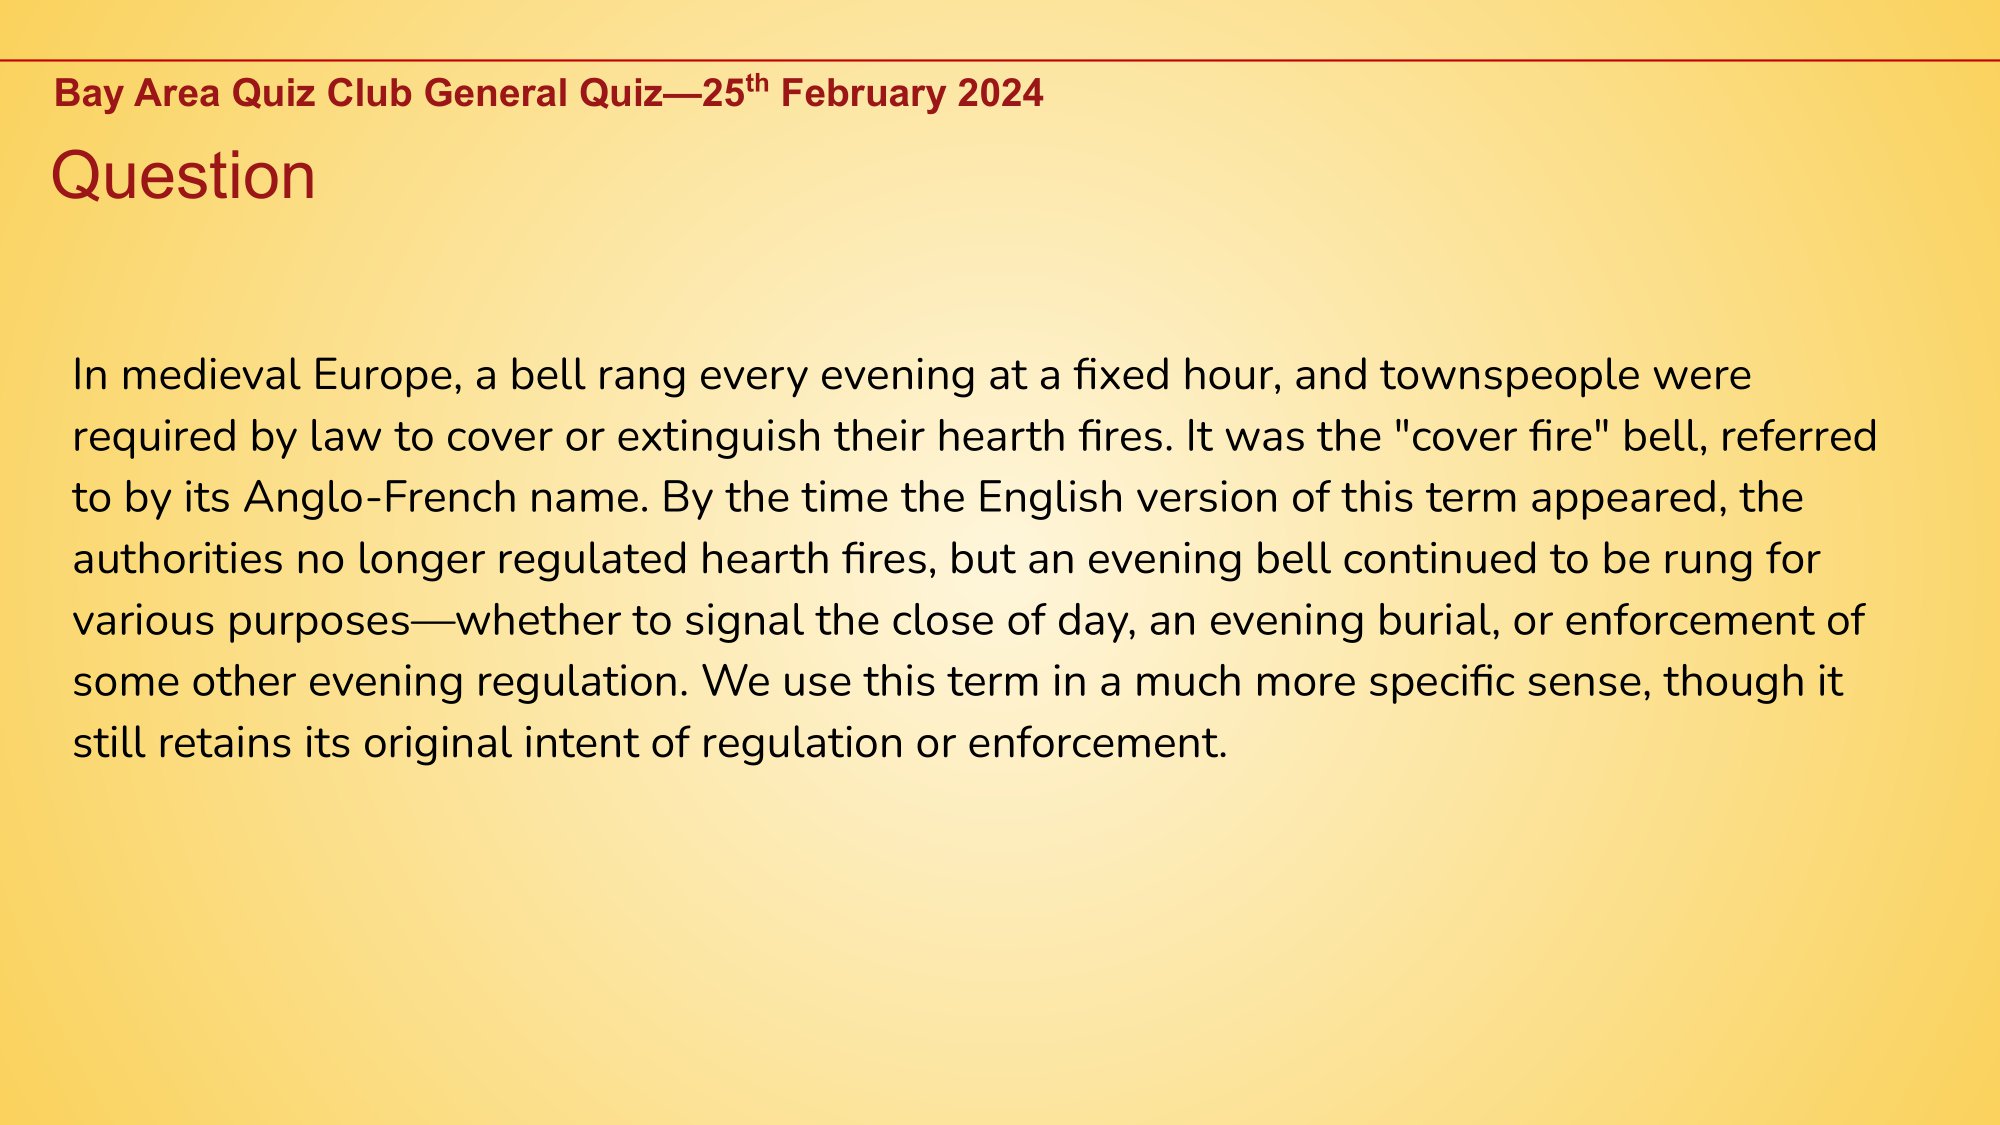 Bay Area Quiz Club General Quiz—25th February 2024
Question
In medieval Europe, a bell rang every evening at a fixed hour, and townspeople were
required by law to cover or extinguish their hearth fires. It was the "cover fire" bell, referred
to by its Anglo-French name. By the time the English version of this term appeared, the
authorities no longer regulated hearth fires, but an evening bell continued to be rung for
various purposes—whether to signal the close of day, an evening burial, or enforcement of
some other evening regulation. We use this term in a much more specific sense, though it
still retains its original intent of regulation or enforcement.